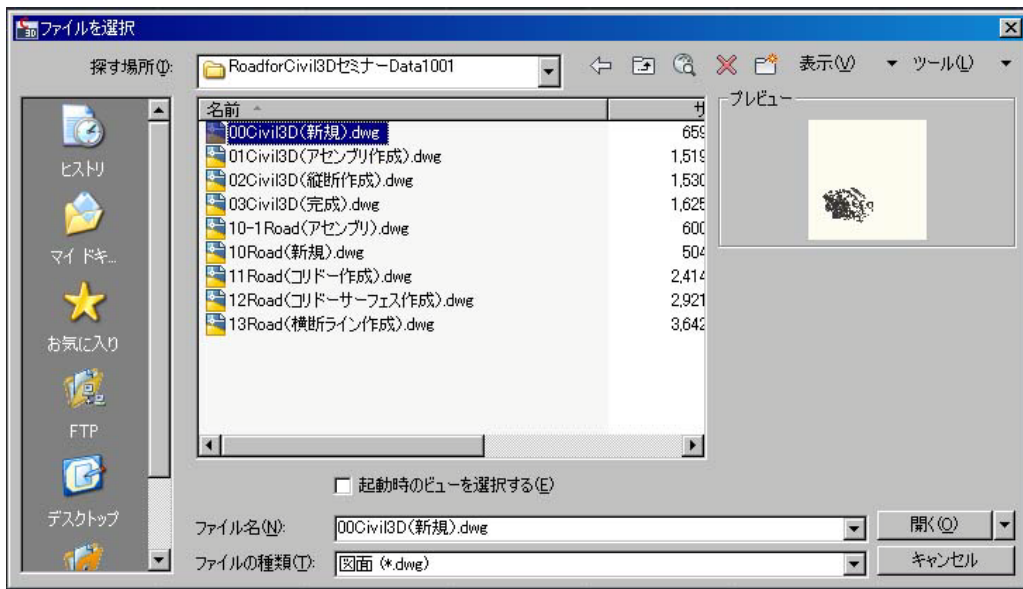 ファイルを選択
探す場所(I):
RoadforCivil3Dセミナーデータ1001
表示(V)
ツール(L)
ヒストリ
マイ ドキ...
お気に入り
FTP
デスクトップ
名前
00Civil3D(新規).dwg 659
01Civil3D(アセンブリ作成).dwg 1,519
02Civil3D(縦断作成).dwg 1,530
03Civil3D(完成).dwg 1,625
10-1Road(アセンブリ).dwg 600
10Road(新規).dwg 504
11Road(コリドー作成).dwg 2,414
12Road(コリドーサーフェス作成).dwg 2,921
13Road(横断ライン作成).dwg 3,642
プレビュー
起動時のビューを選択する(E)
ファイル名(N): 00Civil3D(新規).dwg 開く(O)
ファイルの種類(T): 図面 (*.dwg) キャンセル